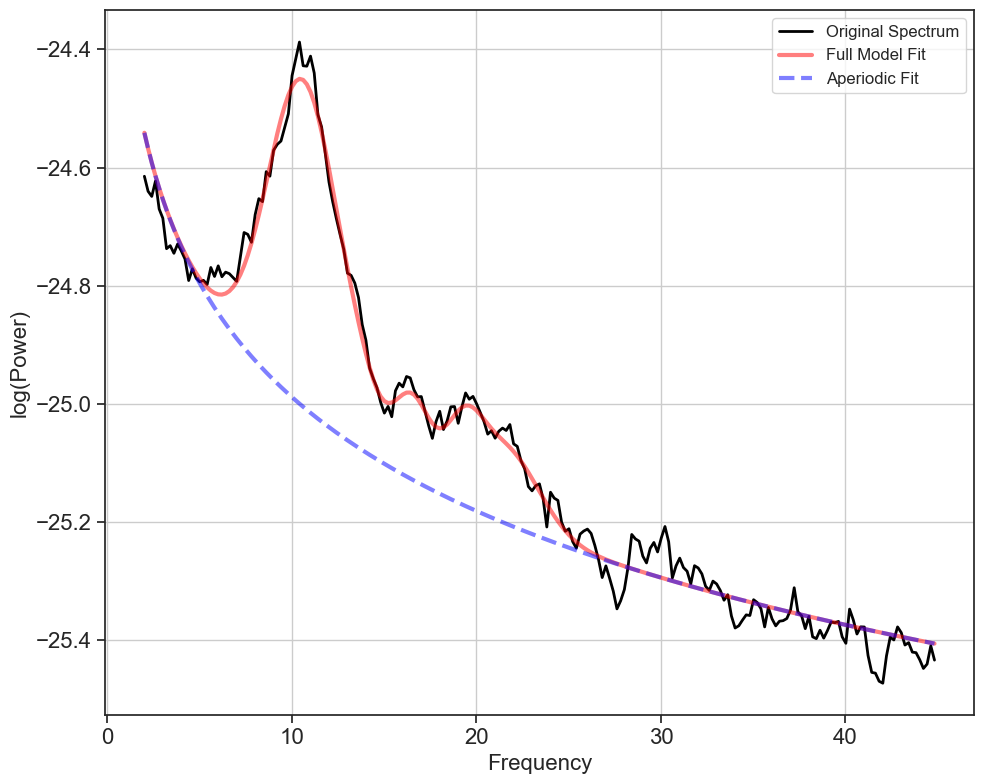 Original Spectrum
Full Model Fit
Aperiodic Fit
log(Power)
−24.4
−24.6
−24.8
−25.0
−25.2
−25.4
0 10 20 30 40
Frequency